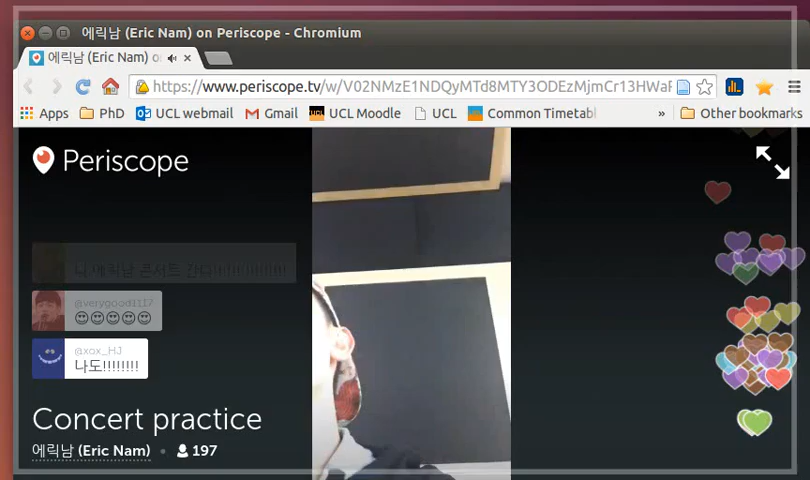 에릭남 (Eric Nam) on Periscope - Chromium
에릭남 (Eric Nam) o
https://www.periscope.tv/w/V02NMzE1NDQyMTd8MTY3ODEzMjmCr13HWaF
Apps PhD UCL webmail Gmail UCL Moodle UCL Common Timetabl » Other bookmarks
Periscope
나 에릭남 콘서트 간다!!!!!!!!!!!!!!!
@verygood1117
@xox_HJ
나도!!!!!!!!
Concert practice
에릭남 (Eric Nam) • 197